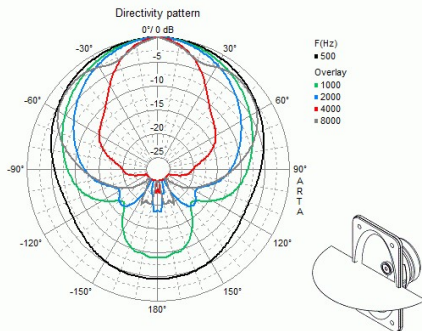 Directivity pattern
0°/ 0 dB
-30°
30°
-5
-60°
60°
-10
-15
-20
-25
-90°
90°
-120°
120°
-150°
150°
180°
A
R
T
A
F(Hz)
500
Overlay
1000
2000
4000
8000